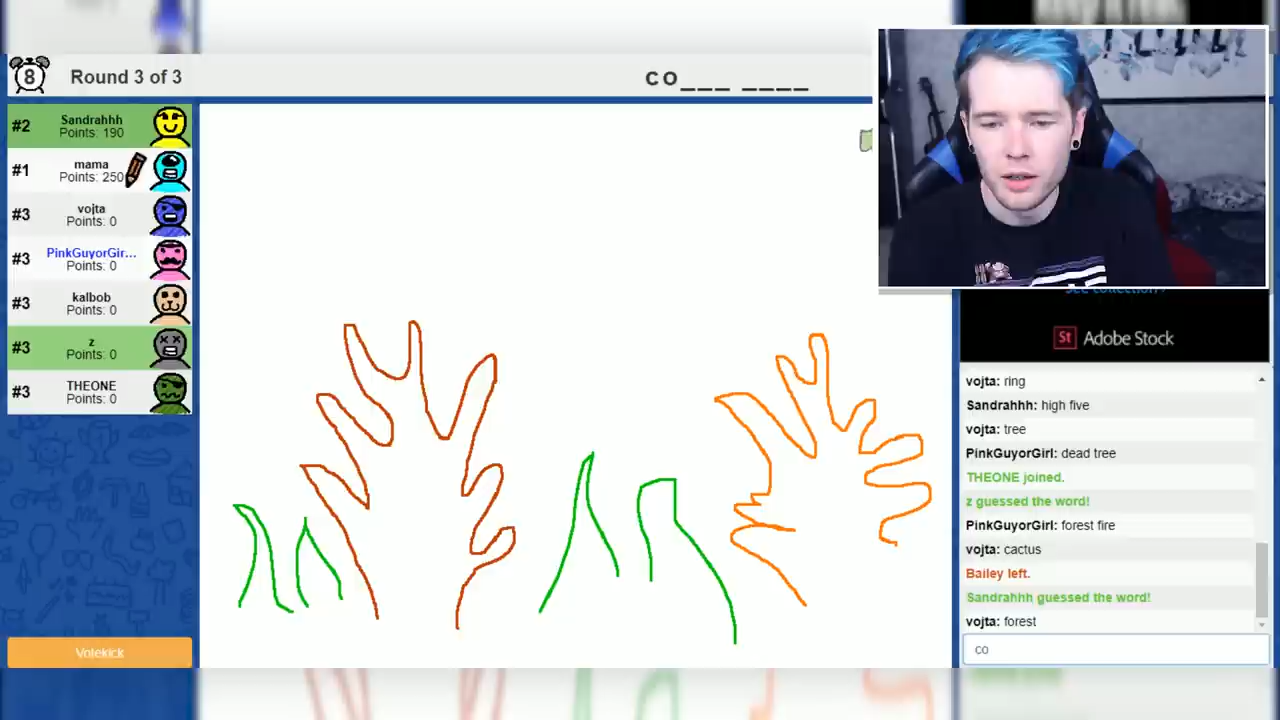 8
Round 3 of 3
CO___ ____
#2 Sandrahhh
Points: 190
#1 mama
Points: 250
#3 vojta
Points: 0
#3 PinkGuyorGir...
Points: 0
#3 kalbob
Points: 0
#3 z
Points: 0
#3 THEONE
Points: 0
Votekick
St Adobe Stock
vojta: ring
Sandrahhh: high five
vojta: tree
PinkGuyorGirl: dead tree
THEONE joined.
z guessed the word!
PinkGuyorGirl: forest fire
vojta: cactus
Bailey left.
Sandrahhh guessed the word!
vojta: forest
co